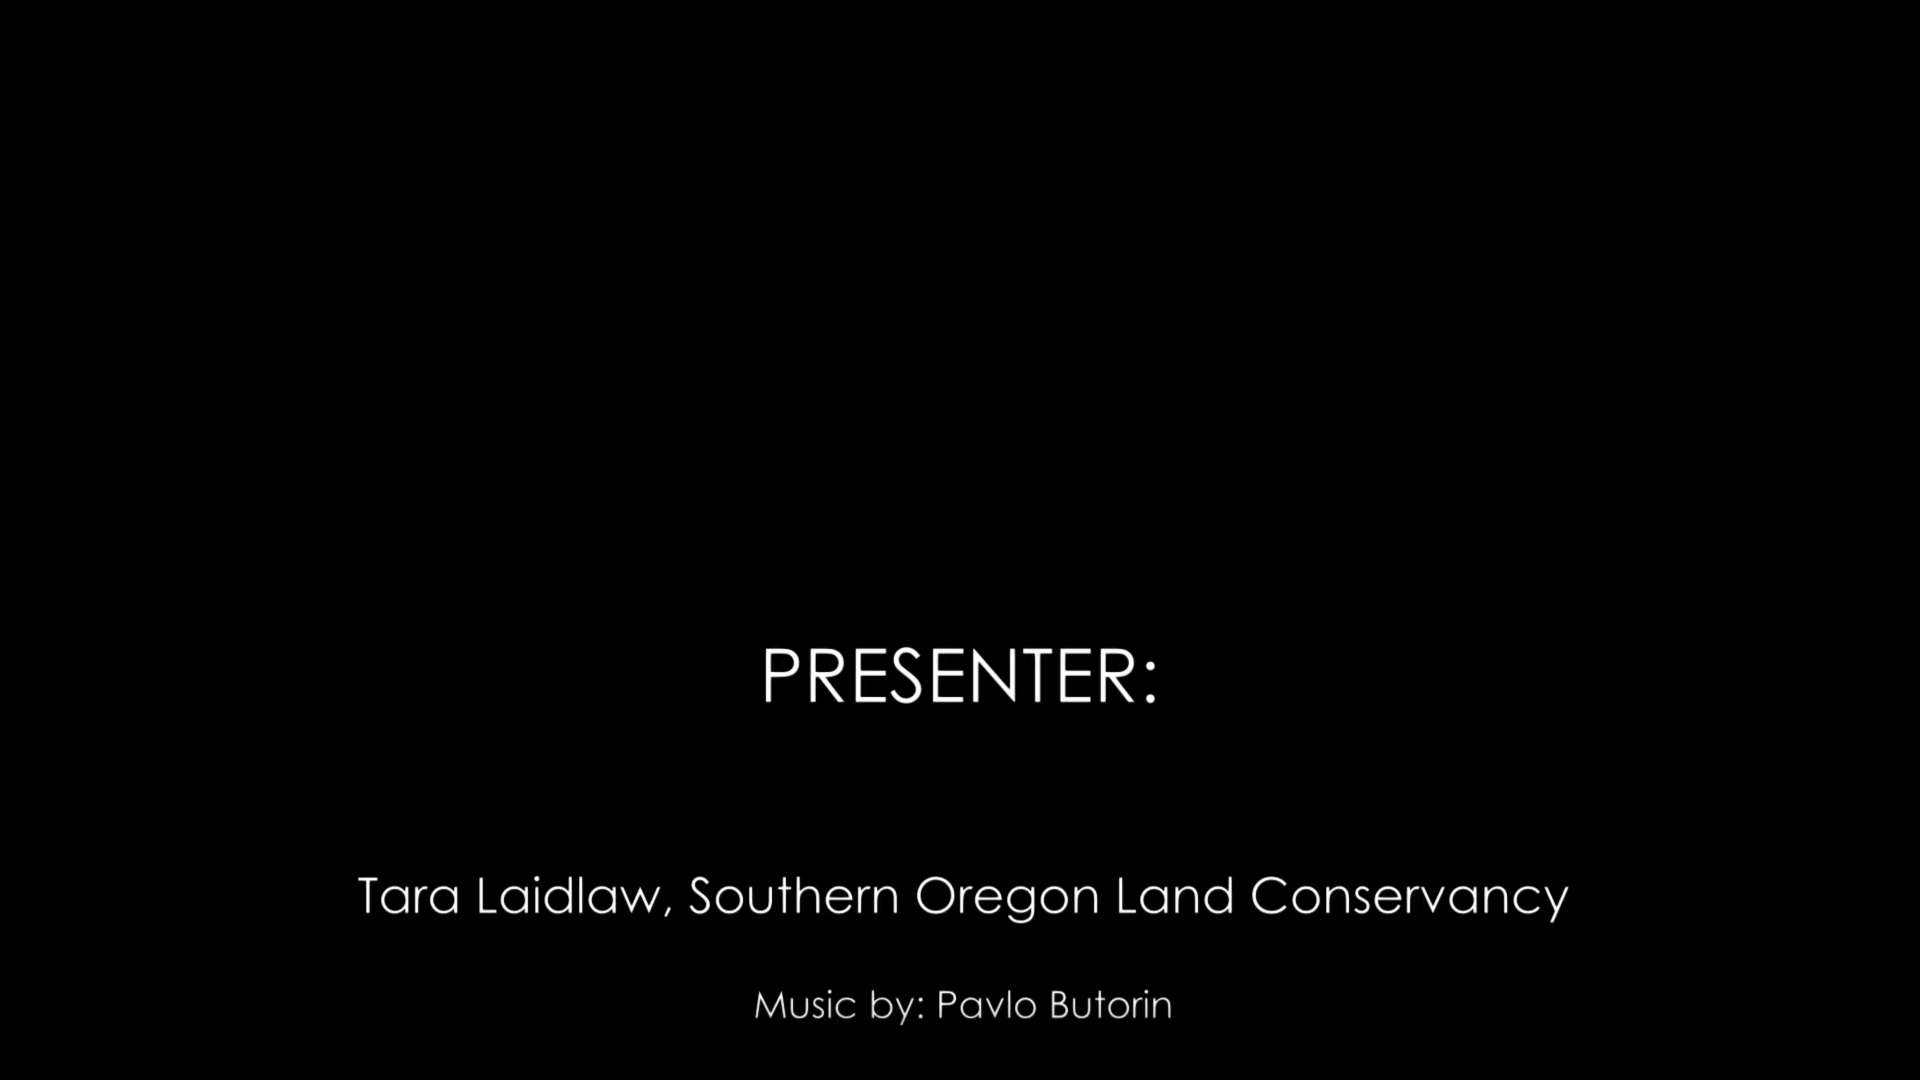 PRESENTER:
Tara Laidlaw, Southern Oregon Land Conservancy
Music by: Pavlo Butorin